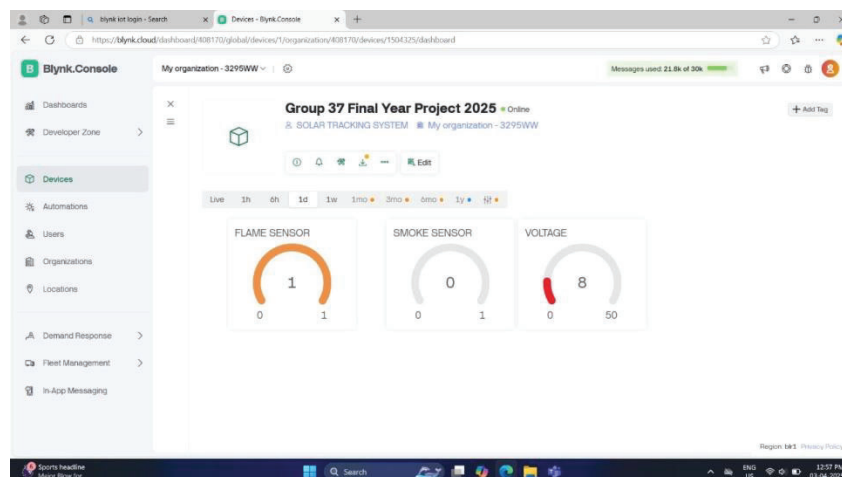 blynk iot login - Search
Devices - Blynk.Console
https://blynk.cloud/dashboard/408170/global/devices/1/organization/408170/devices/1504325/dashboard
B Blynk.Console
My organization - 3295WW
Messages used 21.8k of 30k
Dashboards
Developer Zone
Devices
Automations
Users
Organizations
Locations
Demand Response
Fleet Management
In-App Messaging
Group 37 Final Year Project 2025 Online
SOLAR TRACKING SYSTEM My organization - 3295WW
Add Tag
Edit
Live 1h 6h 1d 1w 1mo 3mo 6mo 1y
FLAME SENSOR SMOKE SENSOR VOLTAGE
1 0 8
0 1 0 1 0 50
Region: blr1 Privacy Policy
Sports headline
Major Blow for
Search
ENG
US
12:57 PM